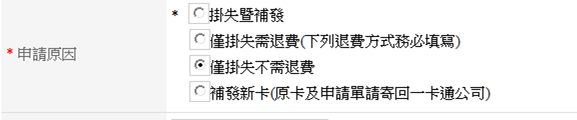 * 掛失暨補發
僅掛失需退費(下列退費方式務必填寫)
* 申請原因
僅掛失不需退費
補發新卡(原卡及申請單請寄回一卡通公司)